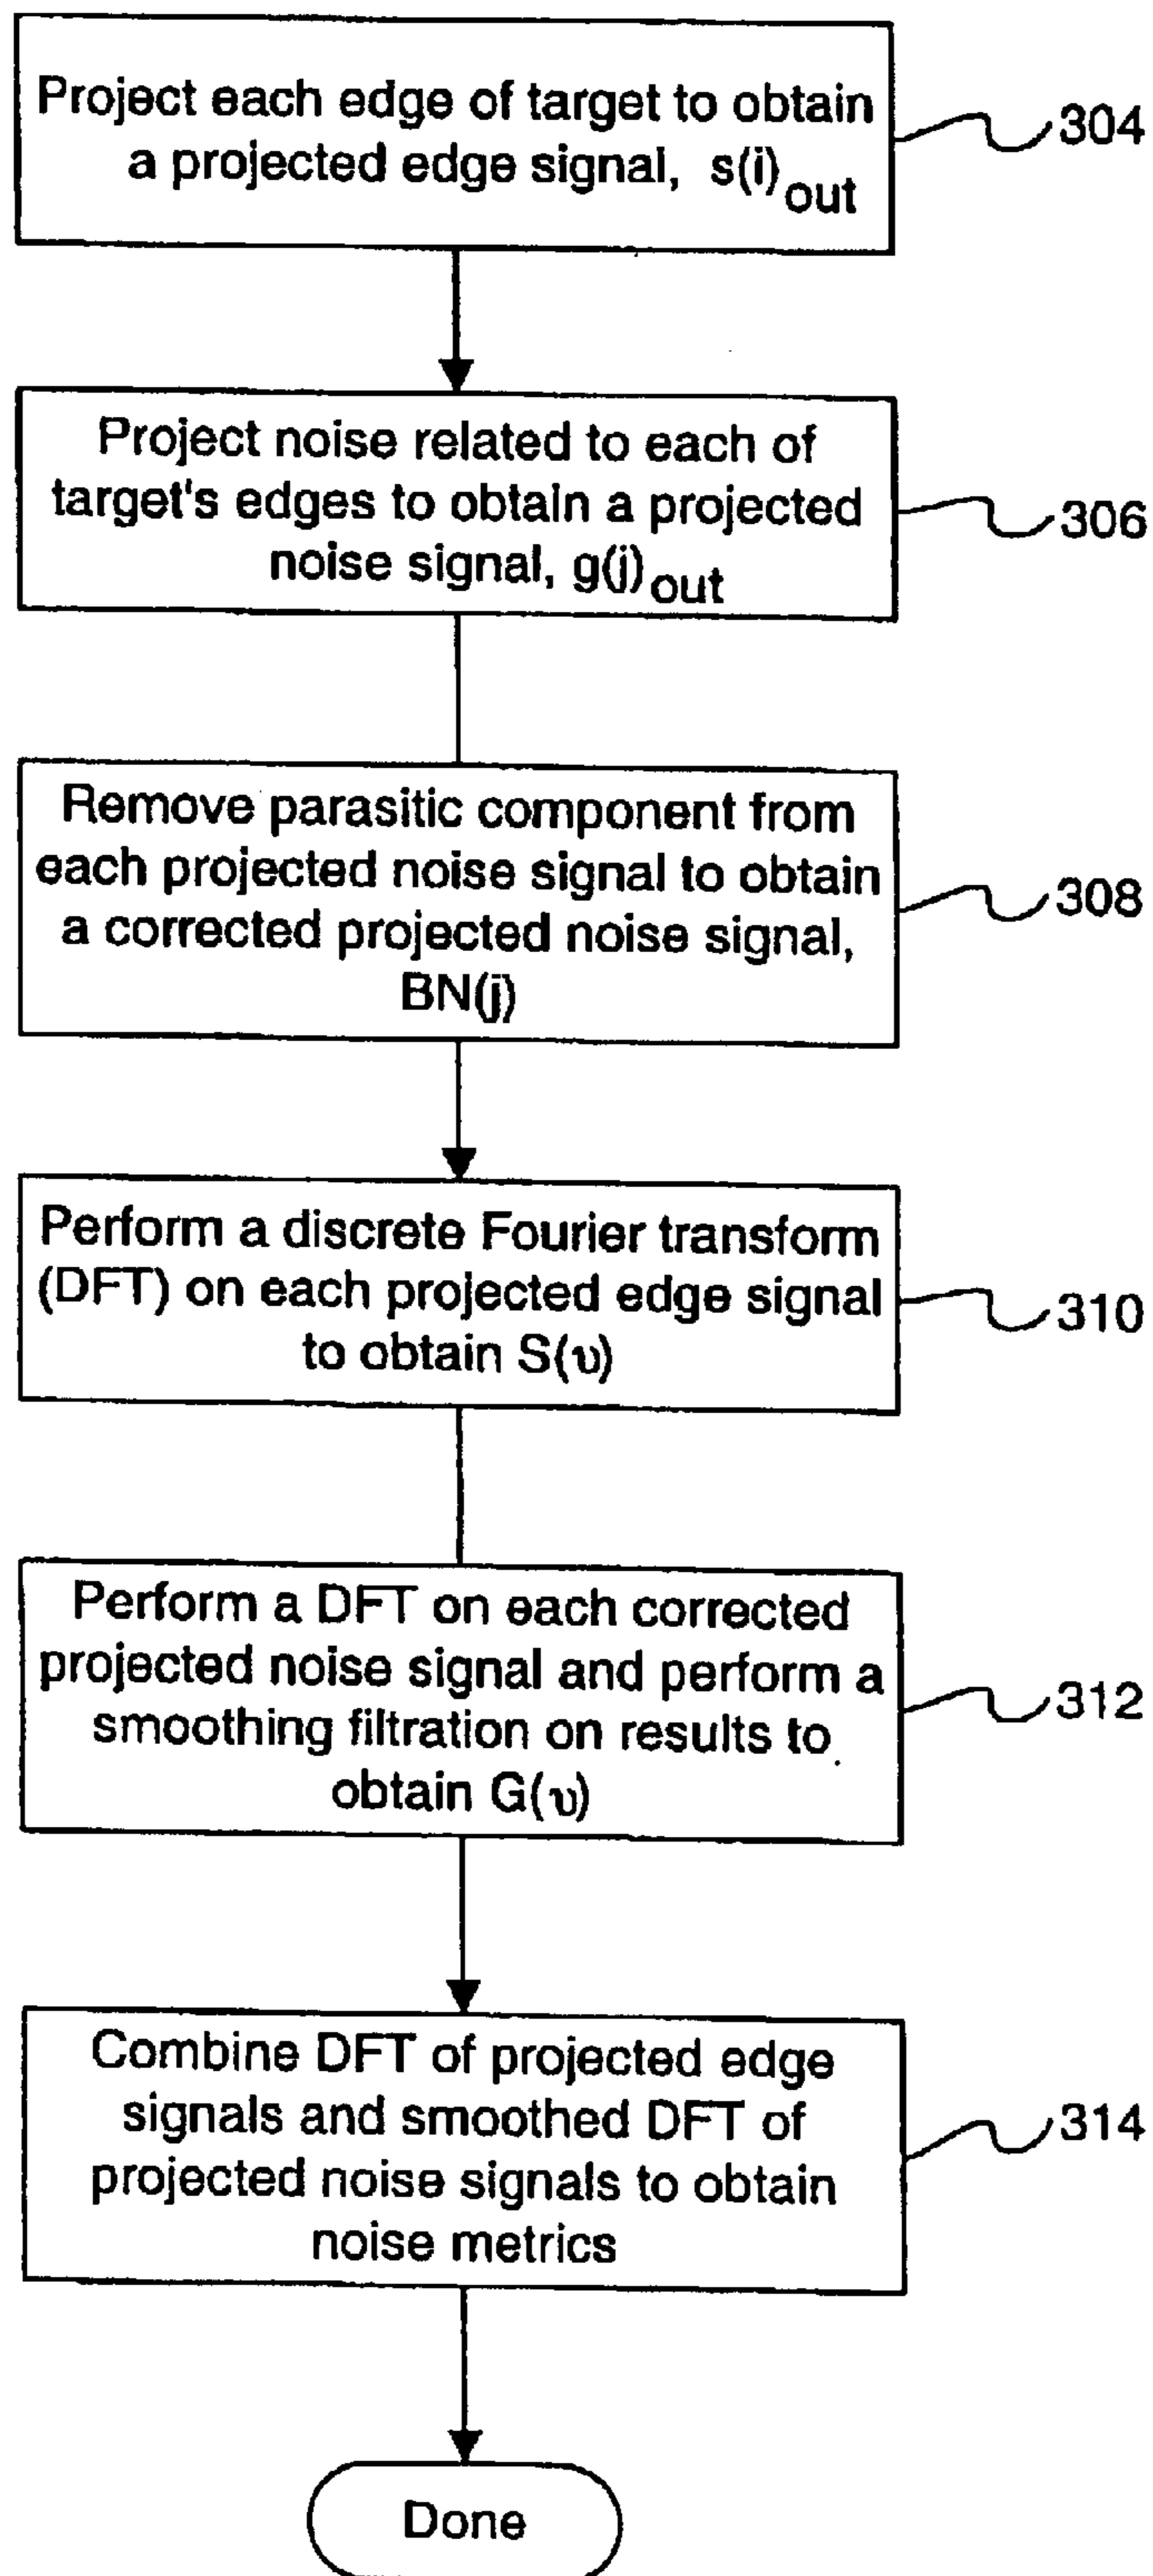 Project each edge of target to obtain
a projected edge signal, s(i)out
304
Project noise related to each of
target's edges to obtain a projected
noise signal, g(j)out
306
Remove parasitic component from
each projected noise signal to obtain
a corrected projected noise signal,
BN(j)
308
Perform a discrete Fourier transform
(DFT) on each projected edge signal
to obtain S(υ)
310
Perform a DFT on each corrected
projected noise signal and perform a
smoothing filtration on results to
obtain G(υ)
312
Combine DFT of projected edge
signals and smoothed DFT of
projected noise signals to obtain
noise metrics
314
Done